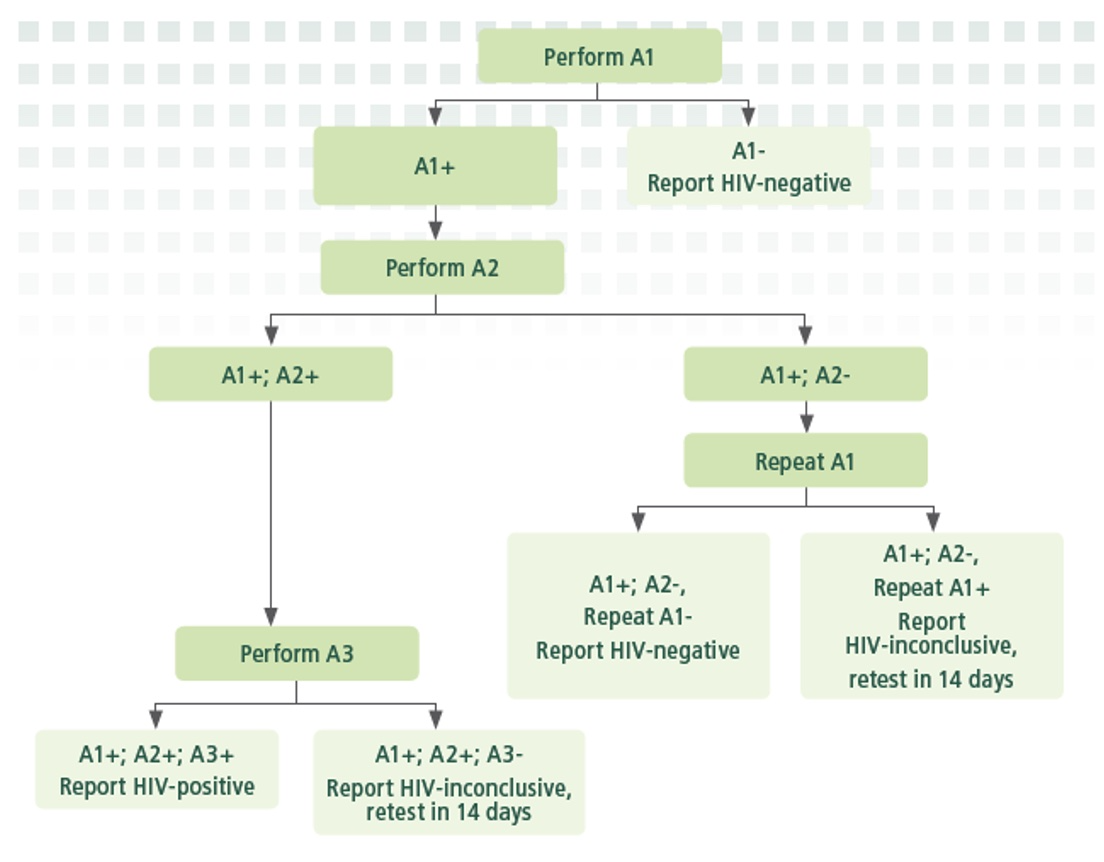 Perform A1
A1+
A1-
Report HIV-negative
Perform A2
A1+; A2+
A1+; A2-
Repeat A1
A1+; A2-,
Repeat A1-
Report HIV-negative
A1+; A2-,
Repeat A1+
Report
HIV-inconclusive,
retest in 14 days
Perform A3
A1+; A2+; A3+
Report HIV-positive
A1+; A2+; A3-
Report HIV-inconclusive,
retest in 14 days